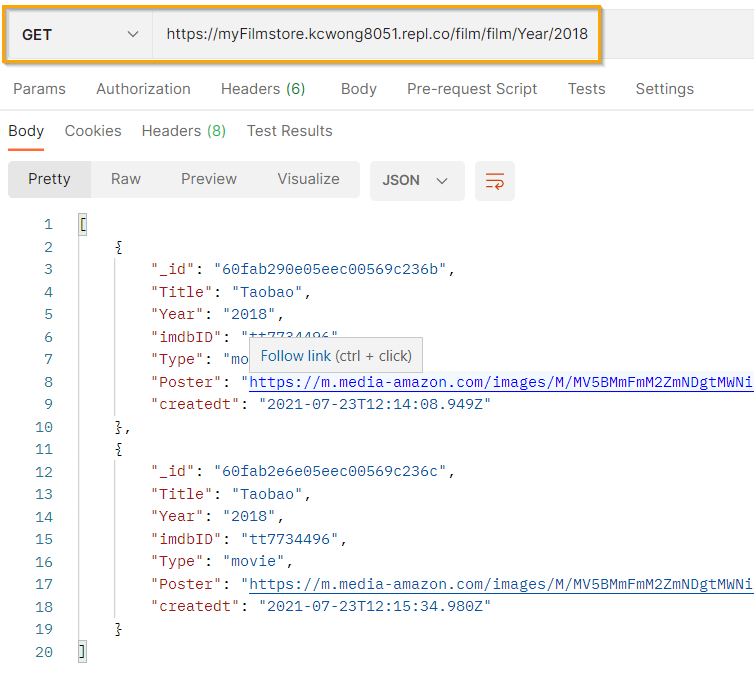 GET https://myFilmstore.kcwong8051.repl.co/film/film/Year/2018
Params Authorization Headers (6) Body Pre-request Script Tests Settings
Body Cookies Headers (8) Test Results
Pretty Raw Preview Visualize JSON
1 [
2 {
3 "_id": "60fab290e05eec00569c236b",
4 "Title": "Taobao",
5 "Year": "2018",
6 "imdbID": "tt7734496"
Follow link (ctrl + click)
7 "Type": "mo
8 "Poster": "https://m.media-amazon.com/images/M/MV5BMmFmM2ZmNDgtMWNi
9 "createdt": "2021-07-23T12:14:08.949Z"
10 },
11 {
12 "_id": "60fab2e6e05eec00569c236c",
13 "Title": "Taobao",
14 "Year": "2018",
15 "imdbID": "tt7734496",
16 "Type": "movie",
17 "Poster": "https://m.media-amazon.com/images/M/MV5BMmFmM2ZmNDgtMWNi
18 "createdt": "2021-07-23T12:15:34.980Z"
19 }
20 ]